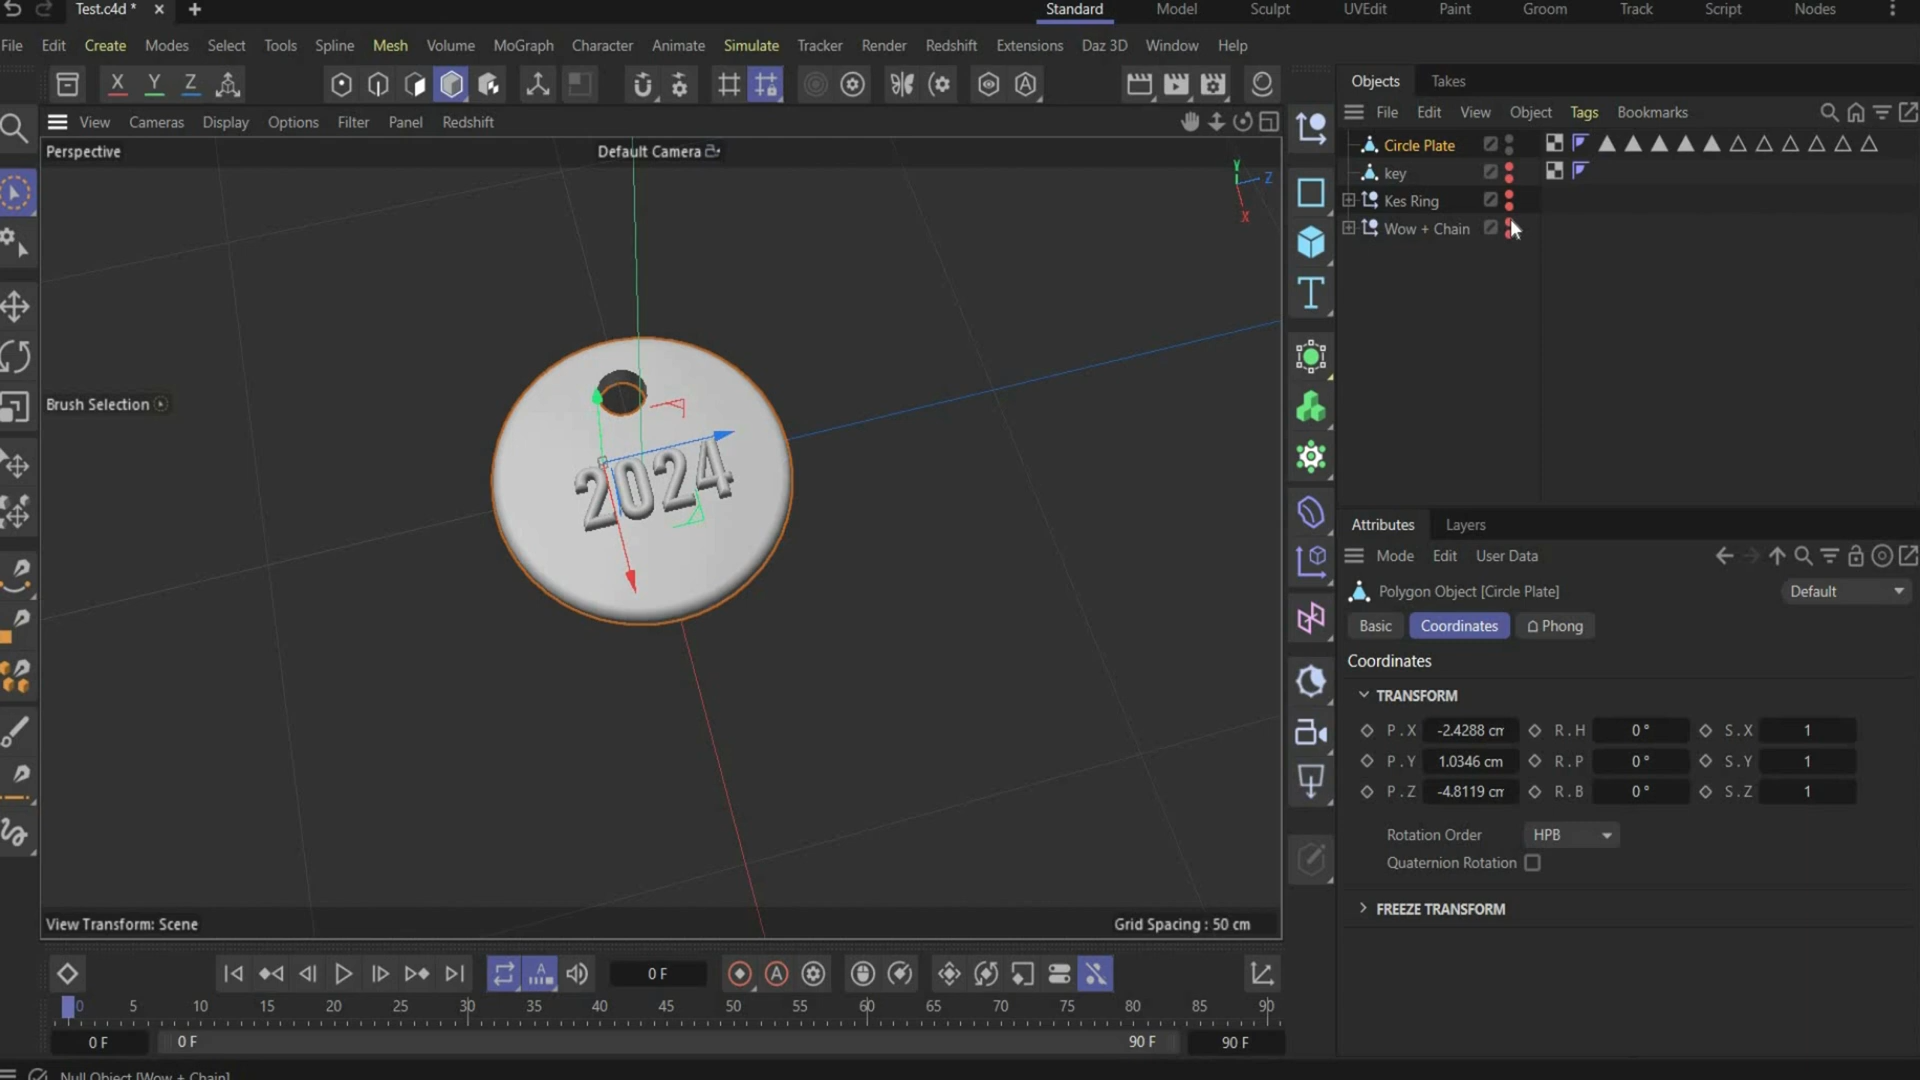 Test.c4d *
Standard Model Sculpt UVEdit Paint Groom Track Script Nodes
File Edit Create Modes Select Tools Spline Mesh Volume MoGraph Character Animate Simulate Tracker Render Redshift Extensions Daz 3D Window Help
X Y Z
Objects Takes
View Cameras Display Options Filter Panel Redshift
File Edit View Object Tags Bookmarks
Perspective
Default Camera
Y
Z
X
Circle Plate
key
Kes Ring
Wow + Chain
Brush Selection
2024
Attributes Layers
Mode Edit User Data
Polygon Object [Circle Plate]
Default
Basic Coordinates Phong
Coordinates
TRANSFORM
P . X -2.4288 cm R . H 0 ° S . X 1
P . Y 1.0346 cm R . P 0 ° S . Y 1
P . Z -4.8119 cm R . B 0 ° S . Z 1
Rotation Order HPB
Quaternion Rotation
FREEZE TRANSFORM
View Transform: Scene
Grid Spacing : 50 cm
0 F
0 5 10 15 20 25 30 35 40 45 50 55 60 65 70 75 80 85 90
0 F 0 F 90 F 90 F
Null Object [Wow + Chain]